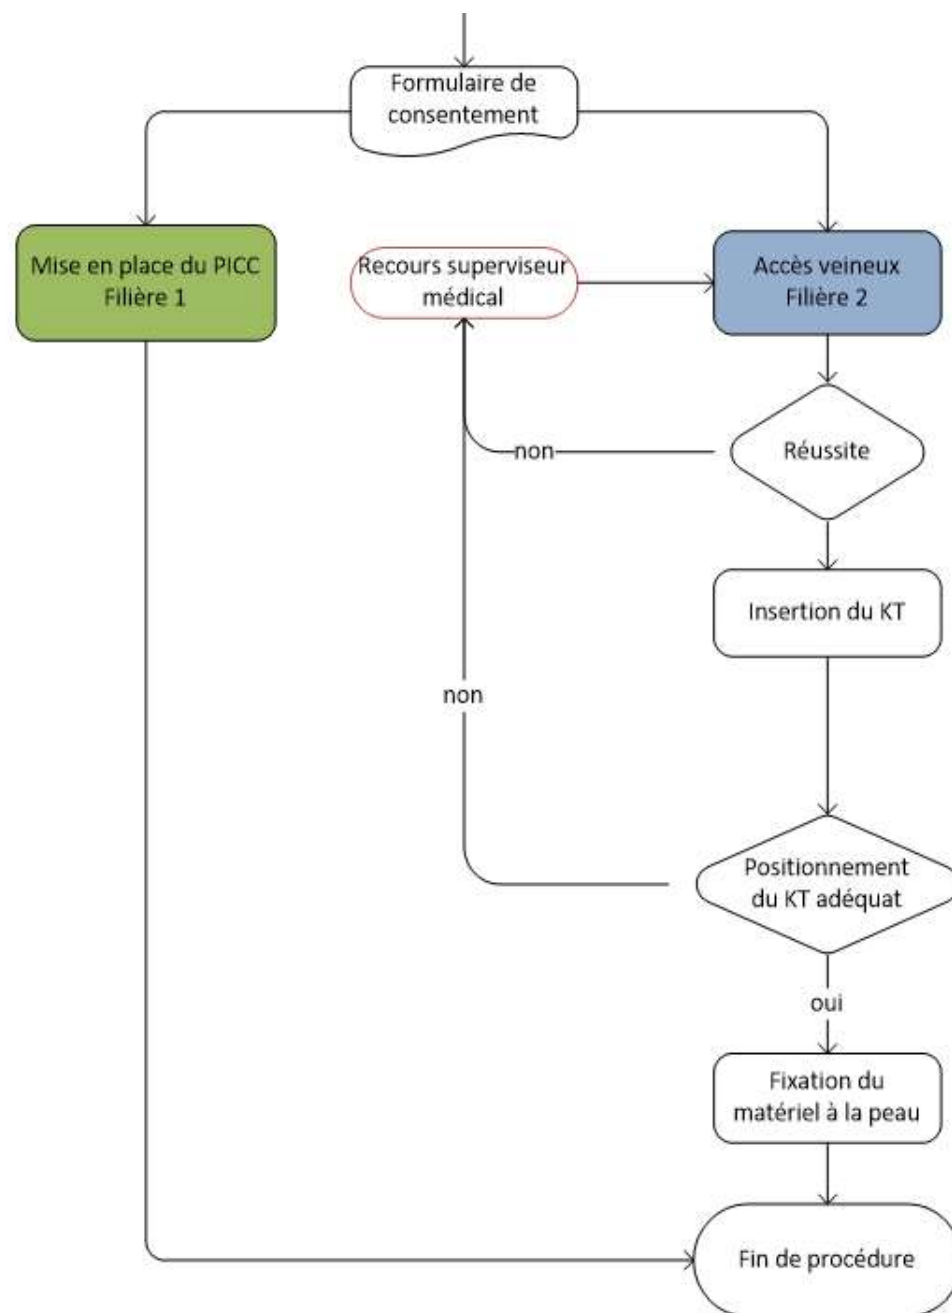 Formulaire de
consentement
Mise en place du PICC
Filière 1
Recours superviseur
médical
Accès veineux
Filière 2
Réussite
non
Insertion du KT
non
Positionnement
du KT adéquat
oui
Fixation du
matériel à la peau
Fin de procédure